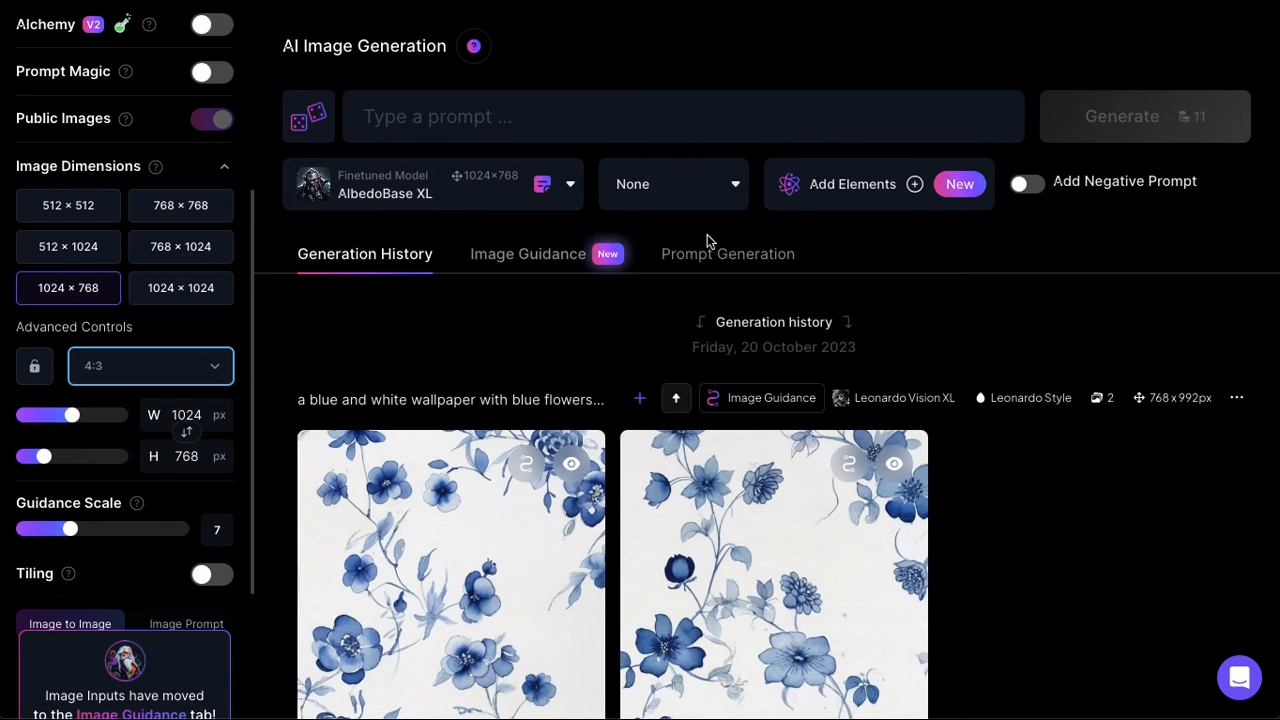 Alchemy V2
Prompt Magic
Public Images
Image Dimensions
512 × 512
768 × 768
512 × 1024
768 × 1024
1024 × 768
1024 × 1024
Advanced Controls
4:3
W 1024 px
H 768 px
Guidance Scale
7
Tiling
Image to Image
Image Prompt
Image Inputs have moved
to the Image Guidance tab!
AI Image Generation
Type a prompt ...
Generate 11
Finetuned Model 1024×768
AlbedoBase XL
None
Add Elements New
Add Negative Prompt
Generation History
Image Guidance New
Prompt Generation
Generation history
Friday, 20 October 2023
a blue and white wallpaper with blue flowers...
Image Guidance
Leonardo Vision XL
Leonardo Style
2
768 x 992px